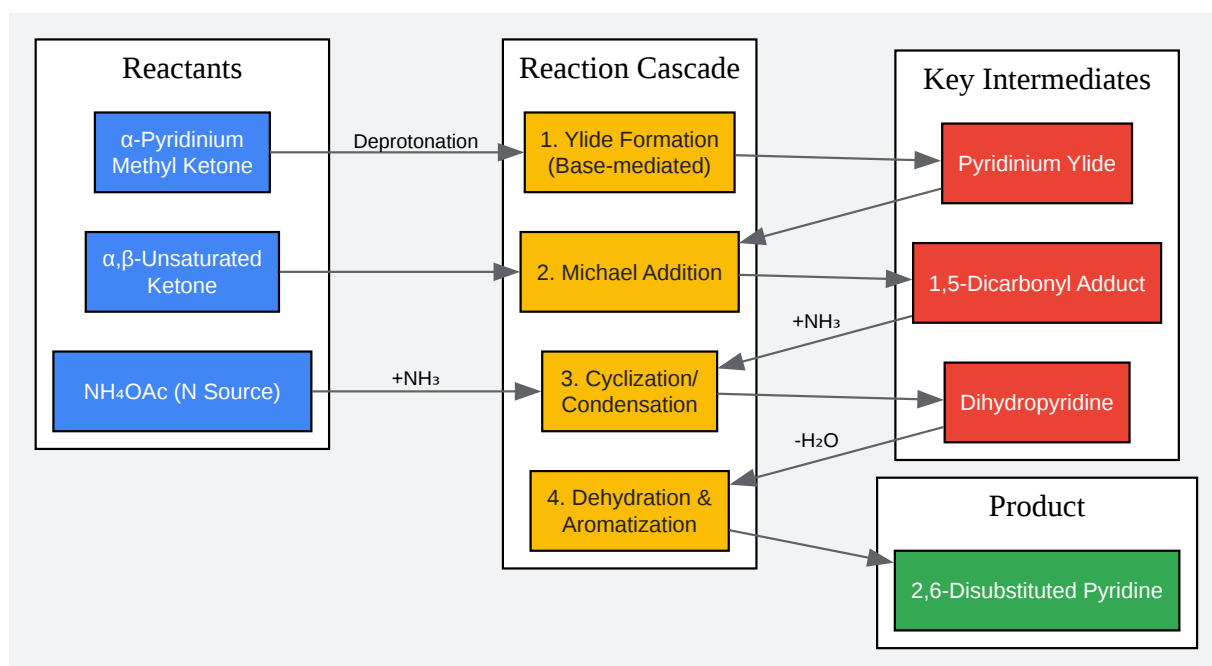 Reactants
α-Pyridinium
Methyl Ketone
α,β-Unsaturated
Ketone
NH₄OAc (N Source)
Deprotonation
+NH₃
Reaction Cascade
1. Ylide Formation
(Base-mediated)
2. Michael Addition
3. Cyclization/
Condensation
4. Dehydration &
Aromatization
+NH₃
-H₂O
Key Intermediates
Pyridinium Ylide
1,5-Dicarbonyl Adduct
Dihydropyridine
Product
2,6-Disubstituted Pyridine